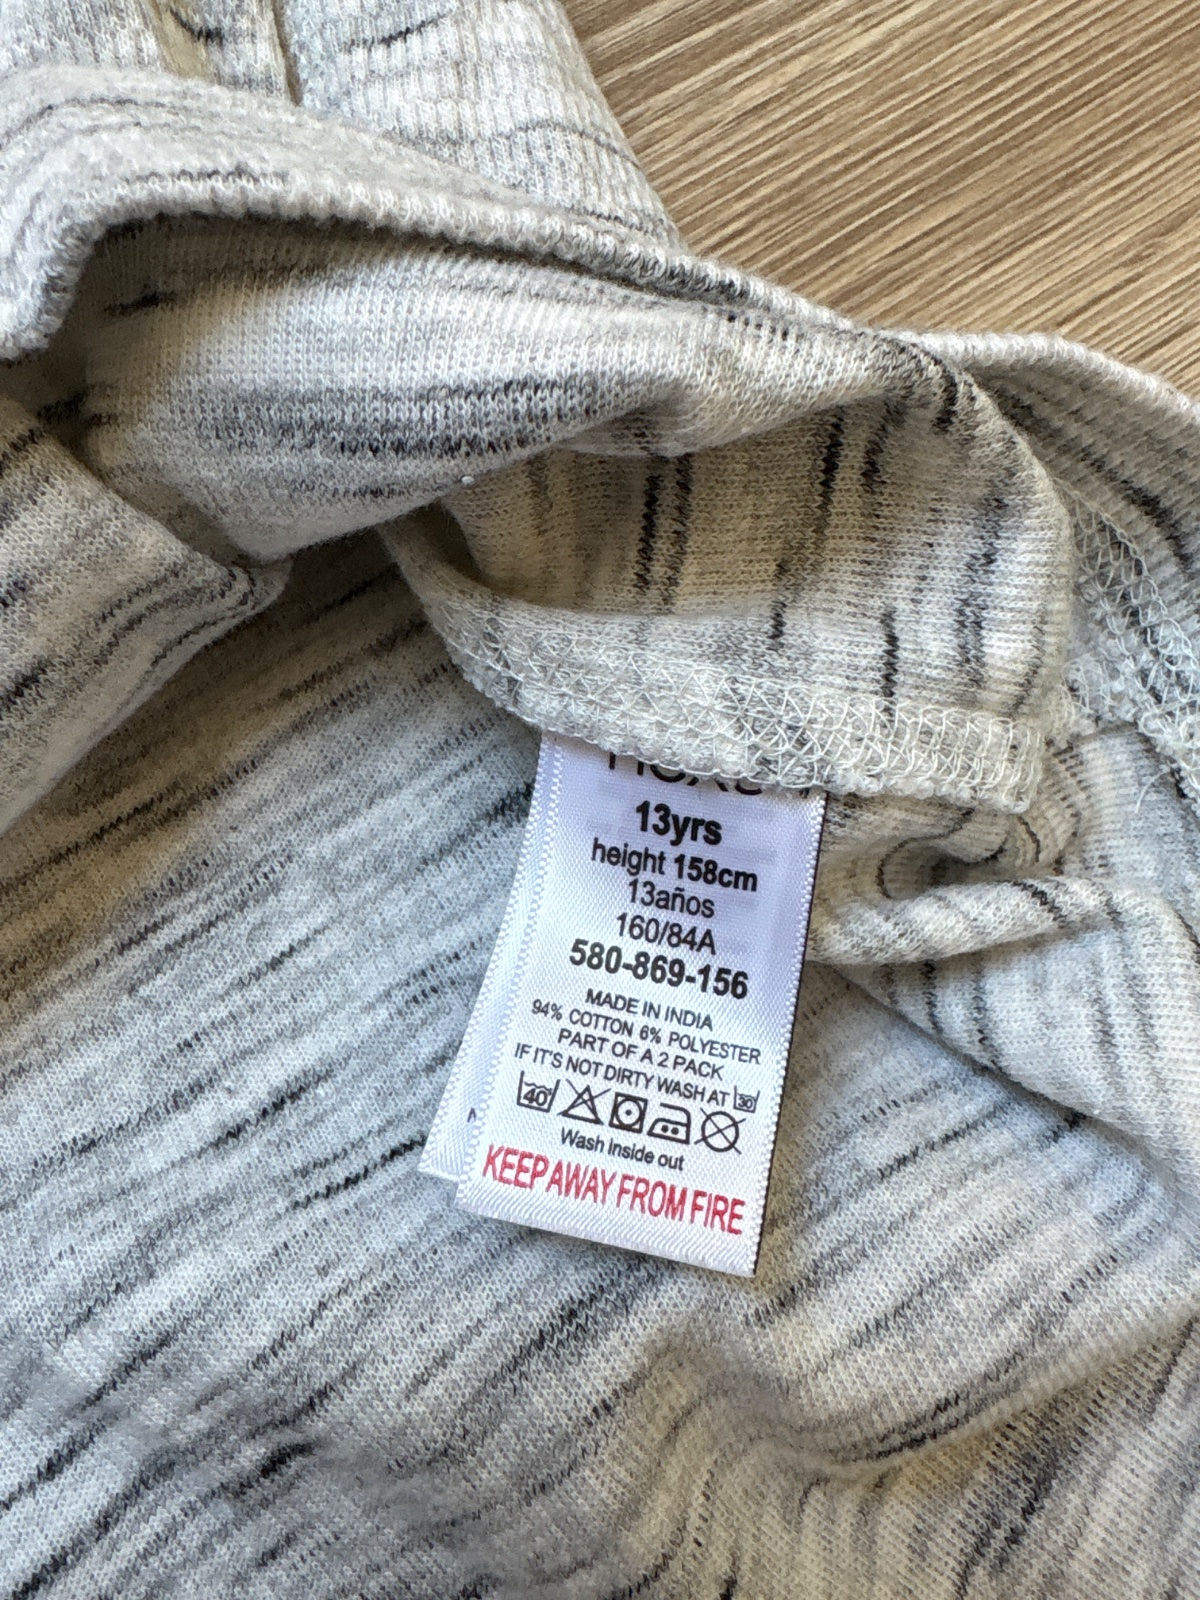 13yrs
height 158cm
13años
160/84A
580-869-156
MADE IN INDIA
94% COTTON 6% POLYESTER
PART OF A 2 PACK
IF IT'S NOT DIRTY WASH AT 30
40
Wash inside out
KEEP AWAY FROM FIRE